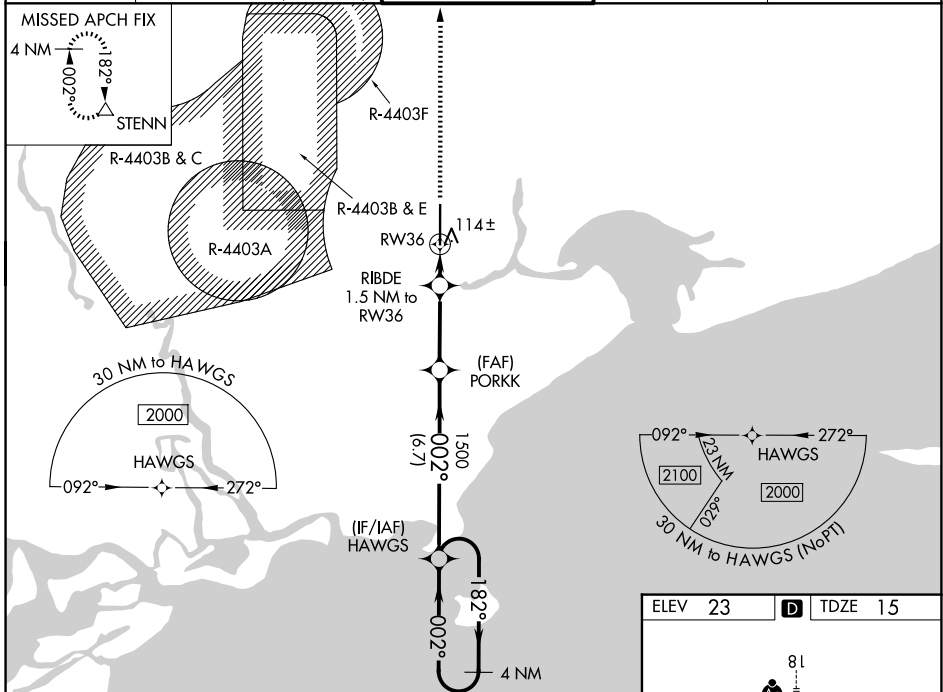 MISSED APCH FIX
4 NM
002°
182°
STENN
R-4403F
R-4403B & C
R-4403B & E
R-4403A
114±
RW36
RIBDE
1.5 NM to
RW36
(FAF)
PORKK
30 NM to HAWGS
2000
HAWGS
092°
272°
1500
002°
(6.7)
092°
272°
HAWGS
23 NM
2100
029°
2000
30 NM to HAWGS (NoPT)
(IF/IAF)
HAWGS
182°
002°
4 NM
ELEV 23
D
TDZE 15
18